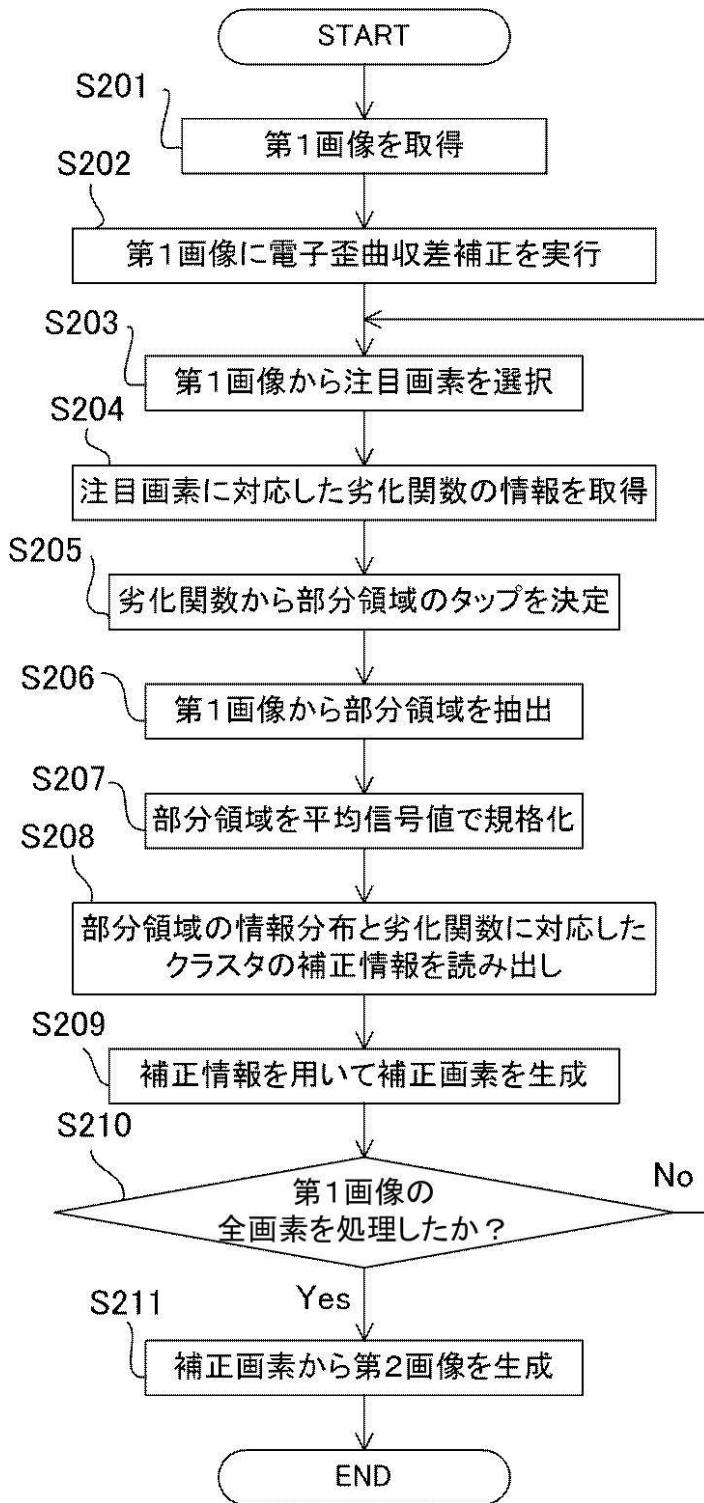 START
S201
第1画像を取得
S202
第1画像に電子歪曲収差補正を実行
S203
第1画像から注目画素を選択
S204
注目画素に対応した劣化関数の情報を取得
S205
劣化関数から部分領域のタップを決定
S206
第1画像から部分領域を抽出
S207
部分領域を平均信号値で規格化
S208
部分領域の情報分布と劣化関数に対応した
クラスタの補正情報を読み出し
S209
補正情報を用いて補正画素を生成
S210
第1画像の
全画素を処理したか？
No
Yes
S211
補正画素から第2画像を生成
END